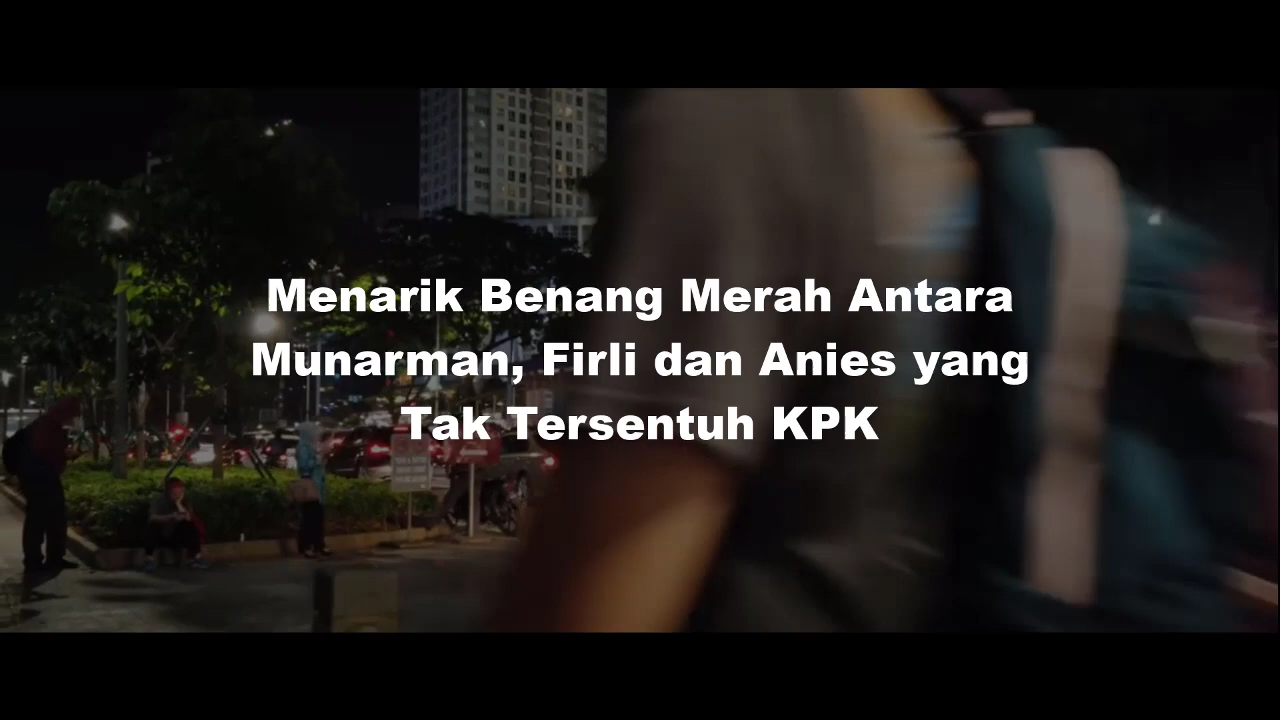 Menarik Benang Merah Antara
Munarman, Firli dan Anies yang
Tak Tersentuh KPK